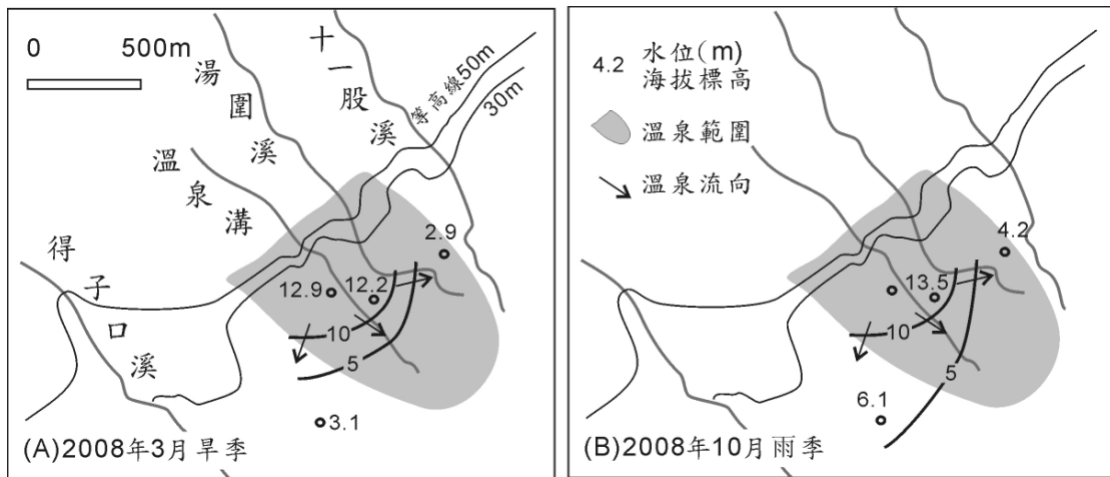 0 500m
湯圍溪
十一股溪
溫泉溝
得子口溪
等高線50m
30m
2.9
12.9
12.2
10
5
3.1
(A)2008年3月旱季
4.2 水位(m)
海拔標高
溫泉範圍
溫泉流向
4.2
13.5
10
5
6.1
(B)2008年10月雨季